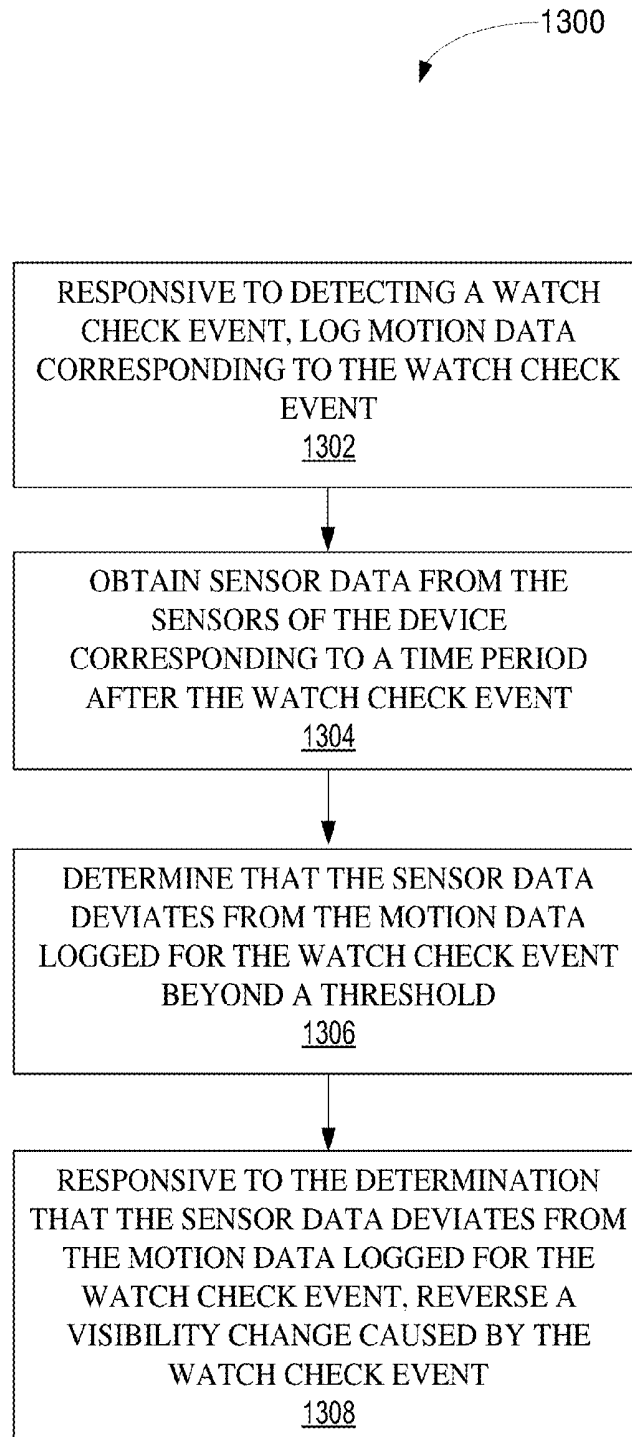 1300
RESPONSIVE TO DETECTING A WATCH
CHECK EVENT, LOG MOTION DATA
CORRESPONDING TO THE WATCH CHECK
EVENT
1302
OBTAIN SENSOR DATA FROM THE
SENSORS OF THE DEVICE
CORRESPONDING TO A TIME PERIOD
AFTER THE WATCH CHECK EVENT
1304
DETERMINE THAT THE SENSOR DATA
DEVIATES FROM THE MOTION DATA
LOGGED FOR THE WATCH CHECK EVENT
BEYOND A THRESHOLD
1306
RESPONSIVE TO THE DETERMINATION
THAT THE SENSOR DATA DEVIATES FROM
THE MOTION DATA LOGGED FOR THE
WATCH CHECK EVENT, REVERSE A
VISIBILITY CHANGE CAUSED BY THE
WATCH CHECK EVENT
1308